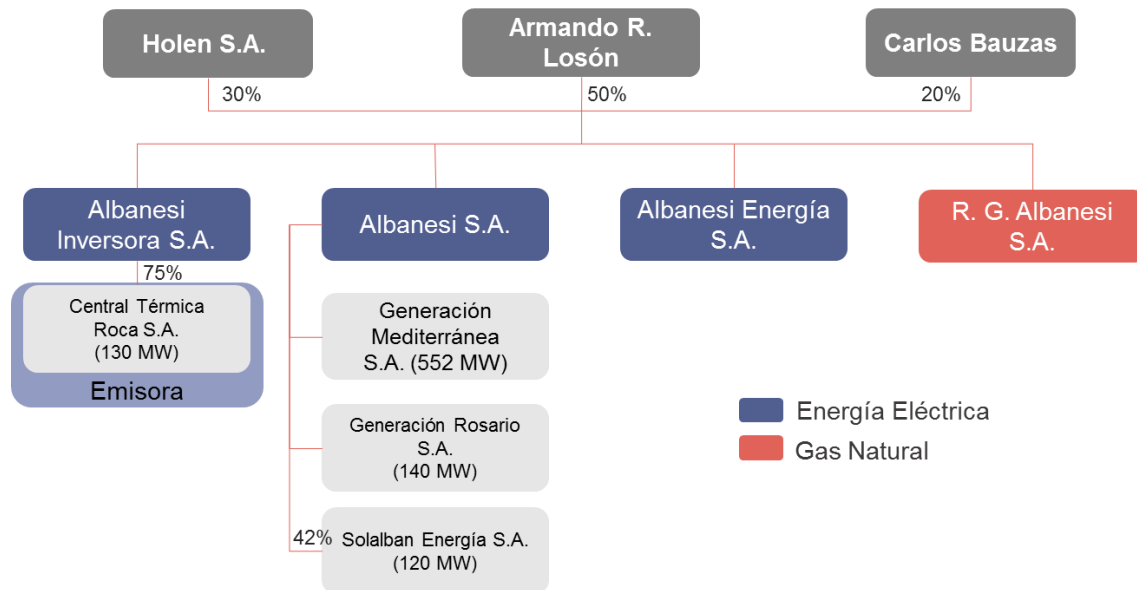 Holen S.A.
Armando R.
Losón
Carlos Bauzas
30%
50%
20%
Albanesi
Inversora S.A.
Albanesi S.A.
Albanesi Energía
S.A.
R. G. Albanesi
S.A.
75%
Central Térmica
Roca S.A.
(130 MW)
Emisora
Generación
Mediterránea
S.A. (552 MW)
Generación Rosario
S.A.
(140 MW)
42%
Solalban Energía S.A.
(120 MW)
Energía Eléctrica
Gas Natural